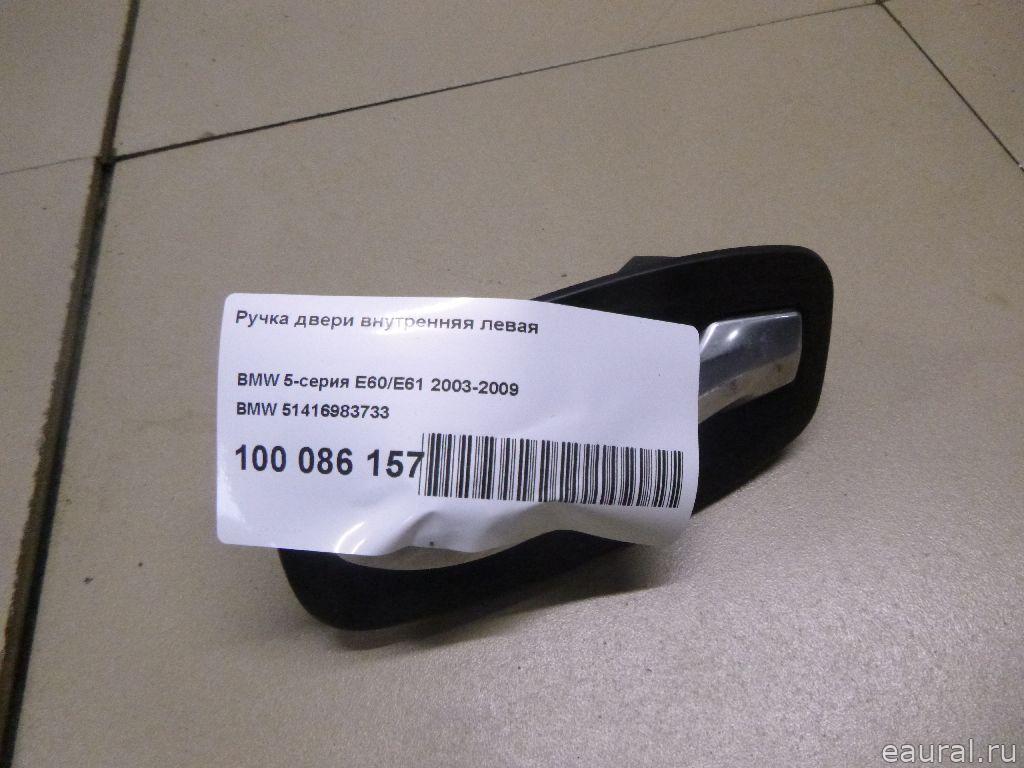 Ручка двери внутренняя левая
BMW 5-серия E60/E61 2003-2009
BMW 51416983733
100 086 157
eaural.ru